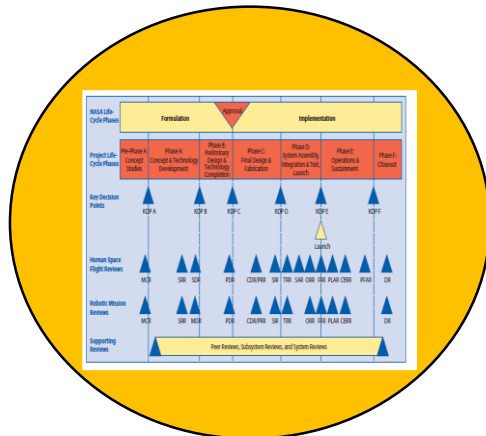 NASA Life-
Cycle Phases
Approval
Formulation
Implementation
Project Life-
Cycle Phases
Pre-Phase A:
Concept
Studies
Phase A:
Concept & Technology
Development
Phase B:
Preliminary
Design &
Technology
Completion
Phase C:
Final Design &
Fabrication
Phase D:
System Assembly,
Integration & Test,
Launch
Phase E:
Operations &
Sustainment
Phase F:
Closeout
Key Decision
Points
KDP A
KDP B
KDP C
KDP D
KDP E
KDP F
Launch
Human Space
Flight Reviews
MCR
SRR
SDR
PDR
CDR/PRR
SIR
TRR
SAR
ORR
FRR
PLAR
CERR
PFAR
DR
Robotic Mission
Reviews
MCR
SRR
MDR
PDR
CDR/PRR
SIR
TRR
ORR
FRR
PLAR
CERR
DR
Supporting
Reviews
Peer Reviews, Subsystem Reviews, and System Reviews